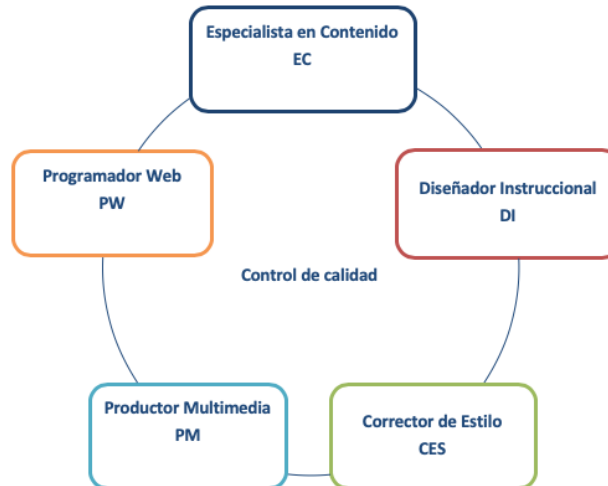 Especialista en Contenido
EC
Programador Web
PW
Diseñador Instruccional
DI
Control de calidad
Productor Multimedia
PM
Corrector de Estilo
CES